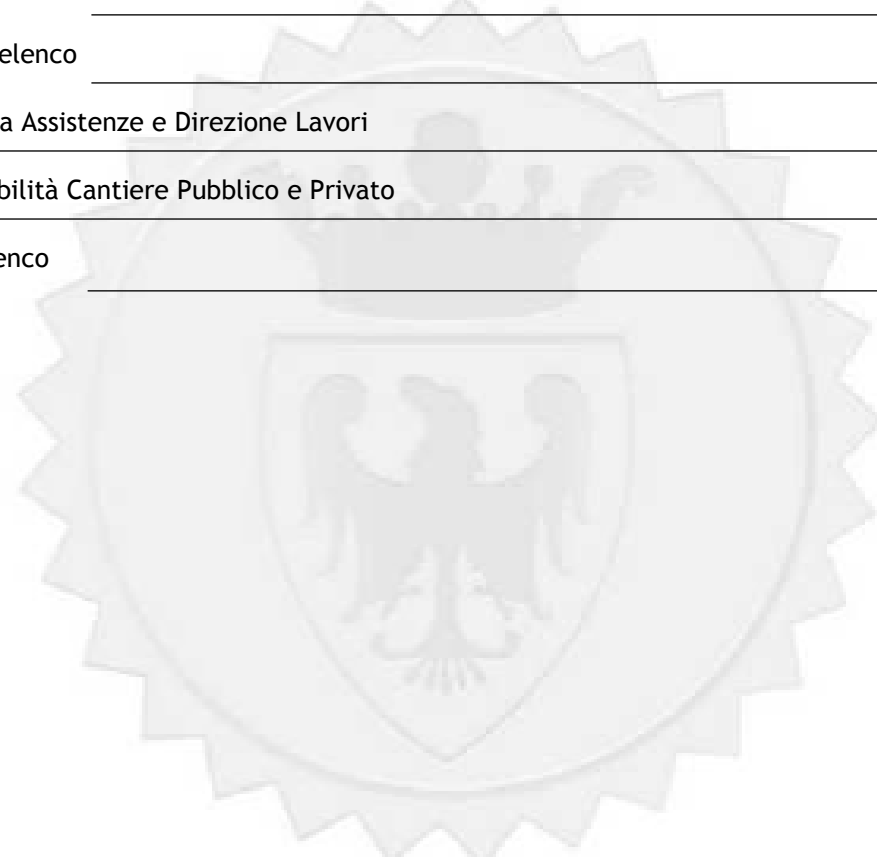 elenco
a Assistenze e Direzione Lavori
bilità Cantiere Pubblico e Privato
enco